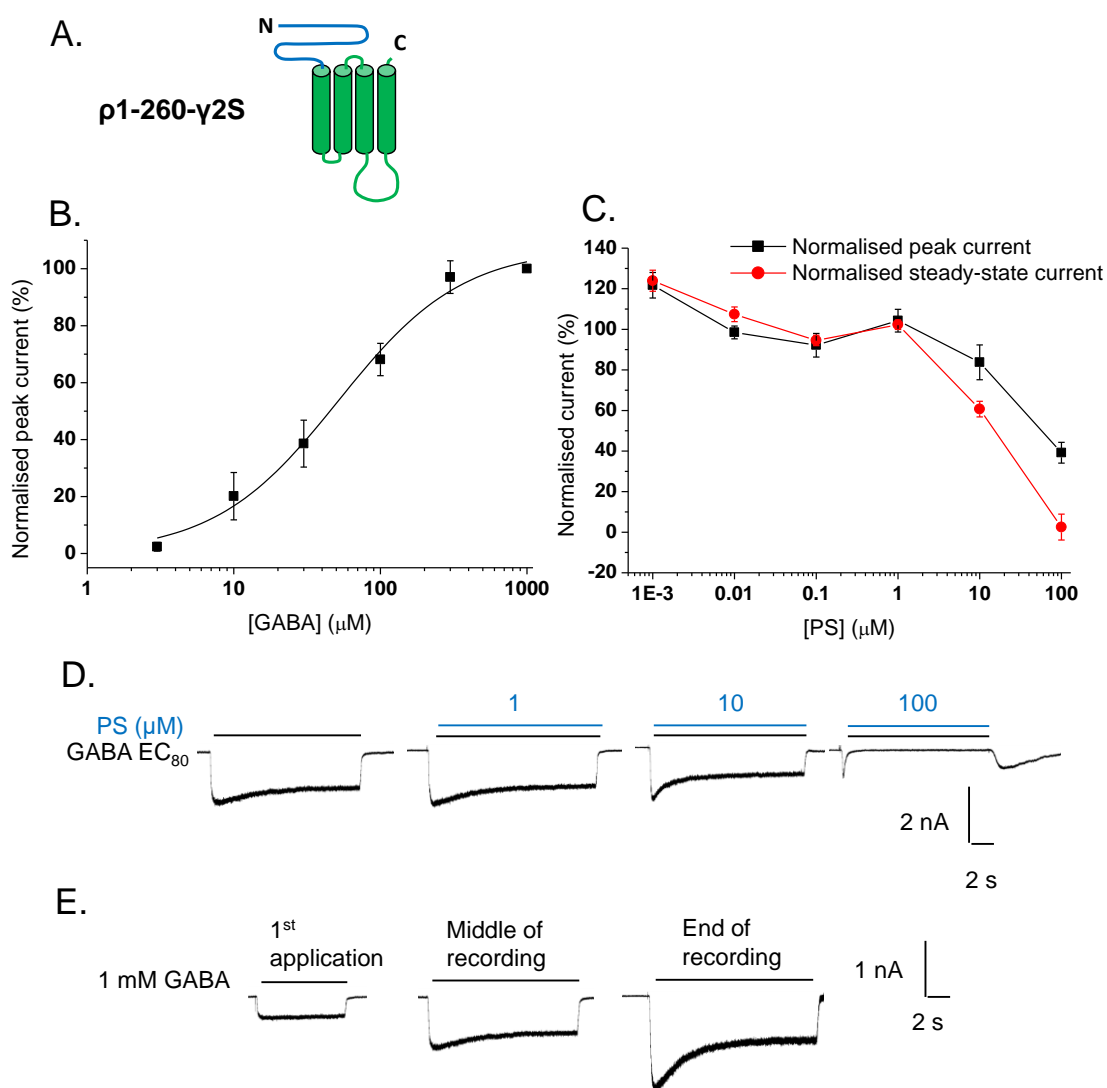 A.
N
C
ρ1-260-γ2S
B.
Normalised peak current (%)
100
80
60
40
20
0
1
10
100
1000
[GABA] (μM)
C.
Normalised peak current
Normalised steady-state current
Normalised current (%)
140
120
100
80
60
40
20
0
-20
1E-3
0.01
0.1
1
10
100
[PS] (μM)
D.
PS (μM)
1
10
100
GABA EC80
2 nA
2 s
E.
1 mM GABA
1st
application
Middle of
recording
End of
recording
1 nA
2 s